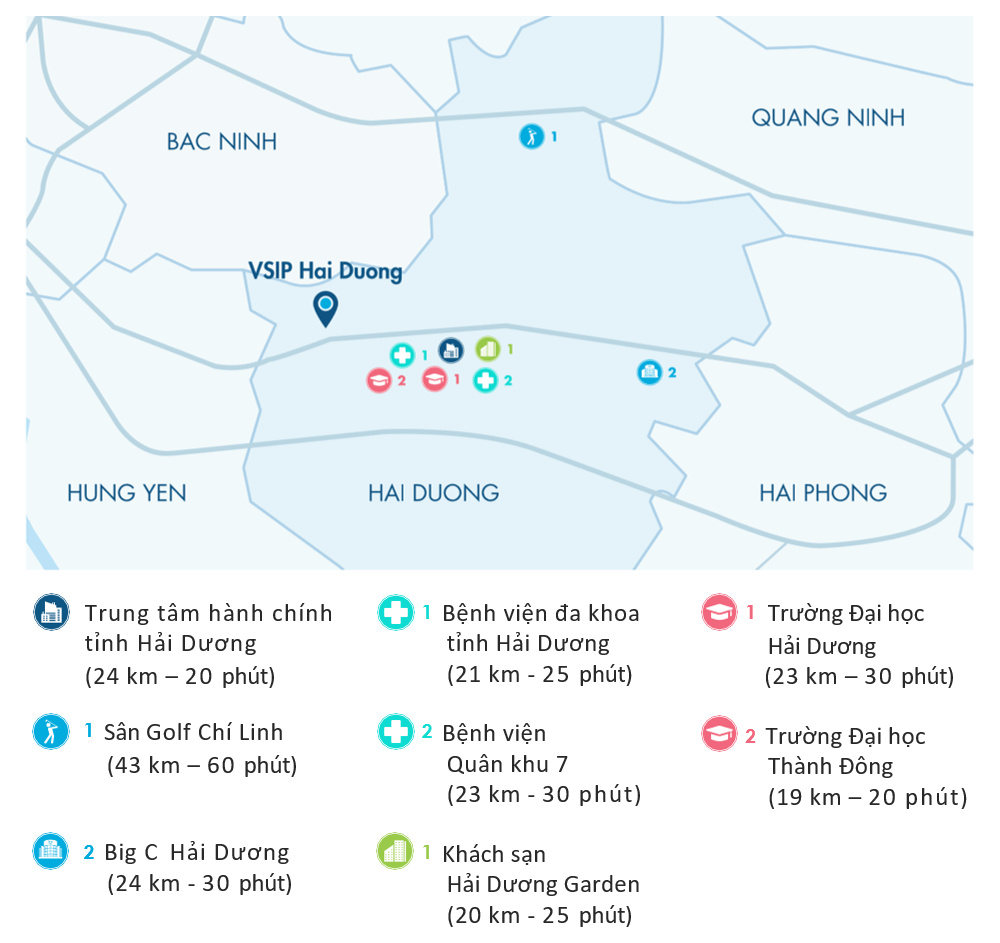 BAC NINH
QUANG NINH
1
VSIP Hai Duong
1
1
2
1
2
2
HUNG YEN
HAI DUONG
HAI PHONG
Trung tâm hành chính
tỉnh Hải Dương
(24 km – 20 phút)
1 Sân Golf Chí Linh
(43 km – 60 phút)
2 Big C Hải Dương
(24 km - 30 phút)
1 Bệnh viện đa khoa
tỉnh Hải Dương
(21 km - 25 phút)
2 Bệnh viện
Quân khu 7
(23 km - 30 phút)
1 Khách sạn
Hải Dương Garden
(20 km - 25 phút)
1 Trường Đại học
Hải Dương
(23 km – 30 phút)
2 Trường Đại học
Thành Đông
(19 km – 20 phút)